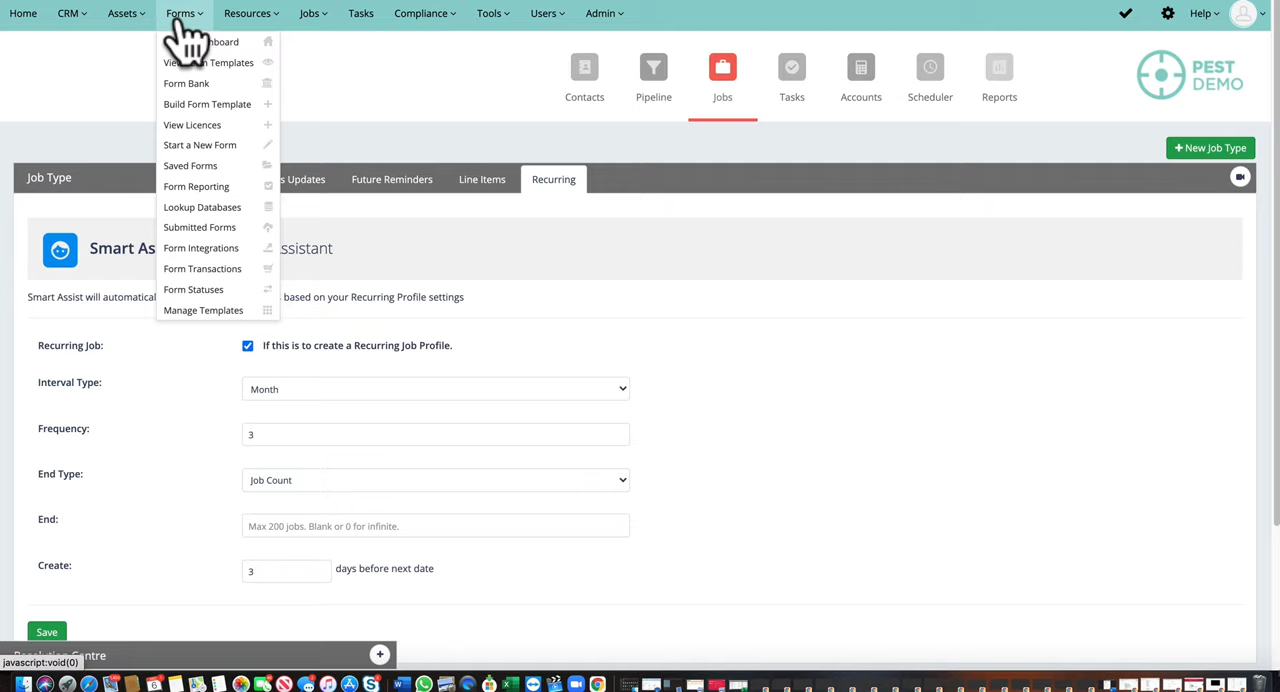 Home CRM Assets Forms Resources Jobs Tasks Compliance Tools Users Admin Help
Contacts Pipeline Jobs Tasks Accounts Scheduler Reports
PEST
DEMO
View Templates
Form Bank
Build Form Template
View Licences
Start a New Form
Saved Forms
Form Reporting
Lookup Databases
Submitted Forms
Form Integrations
Form Transactions
Form Statuses
Manage Templates
+ New Job Type
Job Type Updates Future Reminders Line Items Recurring
Smart
Smart Assist will based on your Recurring Profile settings
Recurring Job: If this is to create a Recurring Job Profile.
Interval Type: Month
Frequency: 3
End Type: Job Count
End: Max 200 jobs. Blank or 0 for infinite.
Create: 3 days before next date
Save
Centre
javascript:void(0)